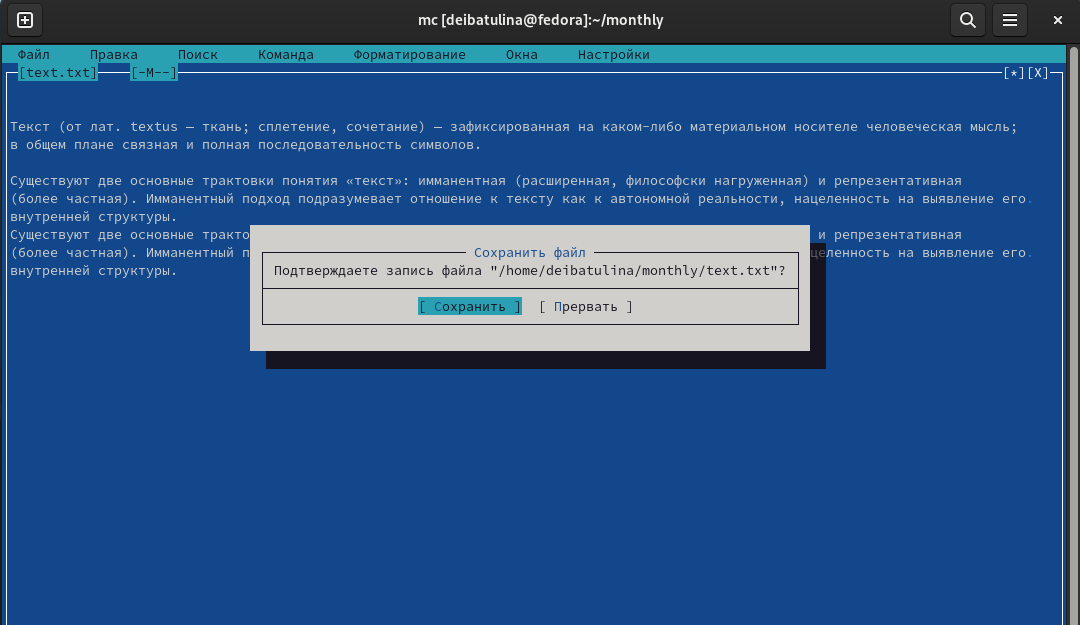 mc [deibatulina@fedora]:~/monthly
Файл Правка Поиск Команда Форматирование Окна Настройки
[text.txt] [-M--] [*][X]
Текст (от лат. textus — ткань; сплетение, сочетание) — зафиксированная на каком-либо материальном носителе человеческая мысль;
в общем плане связная и полная последовательность символов.
Существуют две основные трактовки понятия «текст»: имманентная (расширенная, философски нагруженная) и репрезентативная
(более частная). Имманентный подход подразумевает отношение к тексту как к автономной реальности, нацеленность на выявление его.
внутренней структуры.
Существуют две основные тракто и репрезентативная
(более частная). Имманентный п целенность на выявление его.
внутренней структуры.
Сохранить файл
Подтверждаете запись файла "/home/deibatulina/monthly/text.txt"?
[ Сохранить ] [ Прервать ]